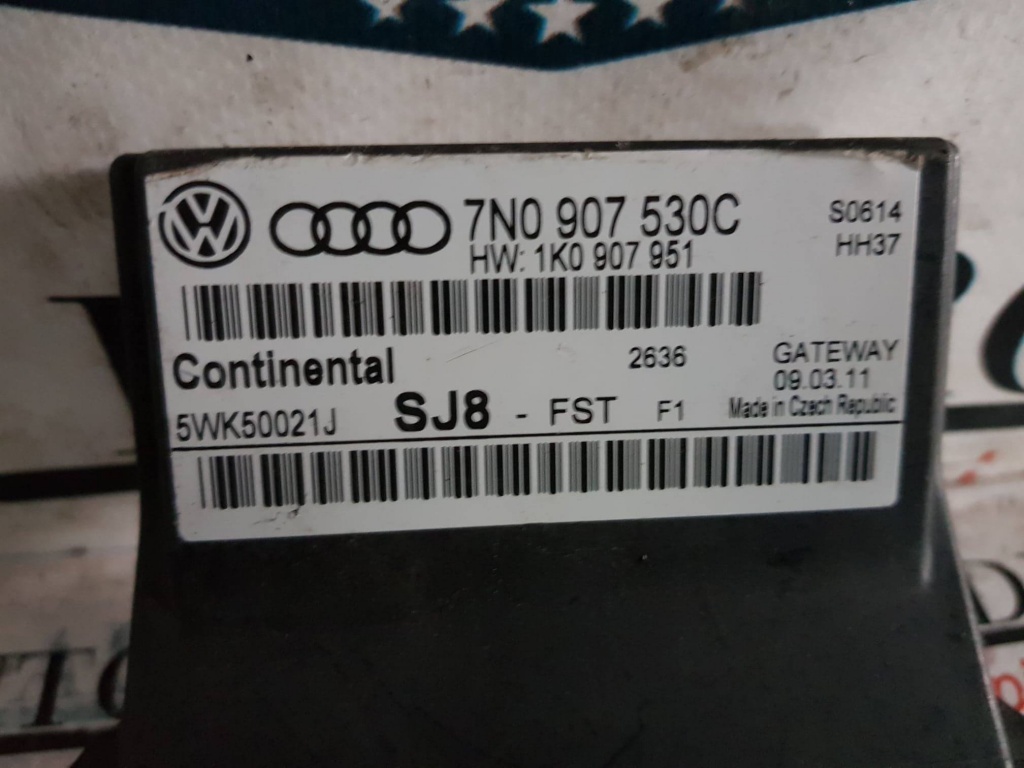 7N0 907 530C
HW: 1K0 907 951
S0614
HH37
Continental
2636
GATEWAY
09.03.11
5WK50021J
SJ8 - FST F1
Made in Czech Republic